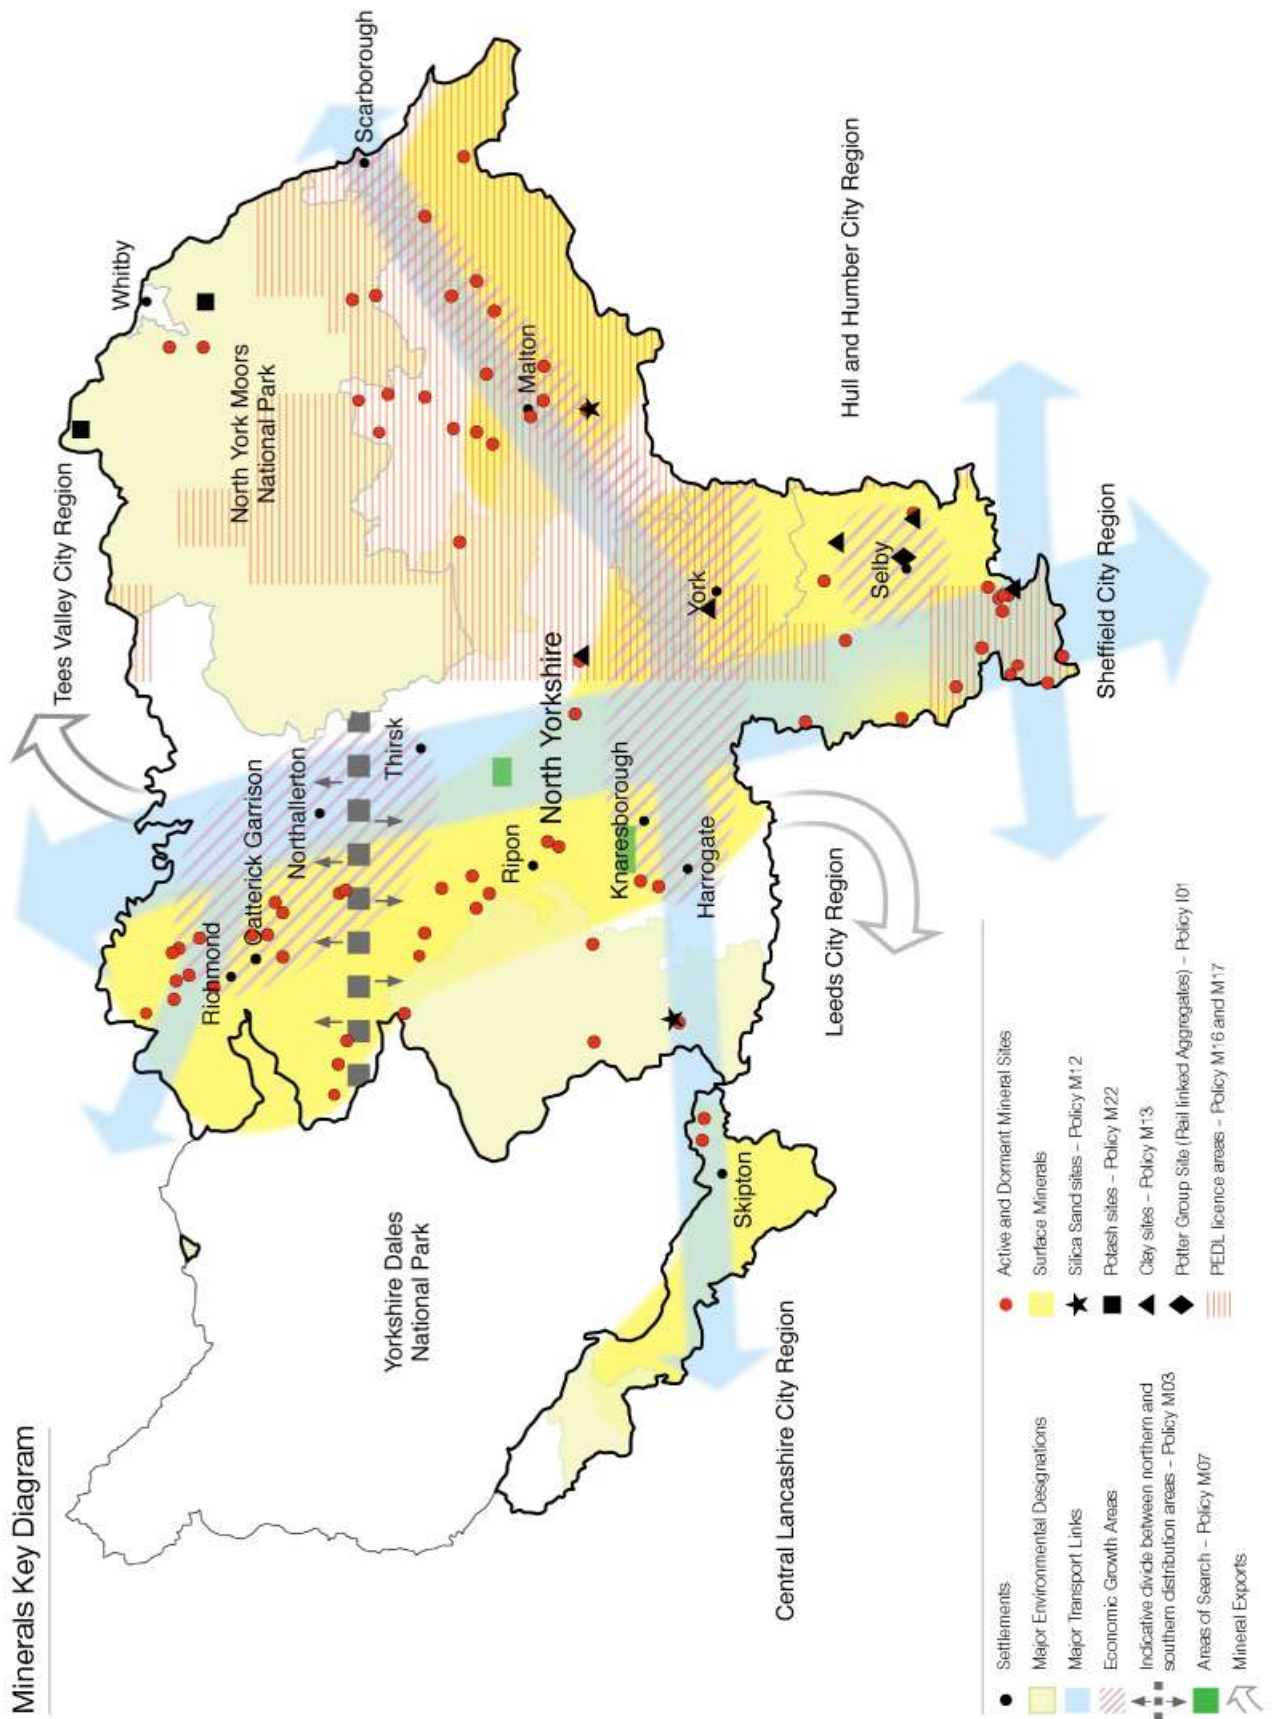 Minerals Key Diagram
Tees Valley City Region
Whitby
Scarborough
North York Moors
National Park
Richmond
Catterick Garrison
Northallerton
Thirsk
Malton
Yorkshire Dales
National Park
Ripon
North Yorkshire
Knaresborough
Harrogate
York
Selby
Skipton
Hull and Humber City Region
Leeds City Region
Central Lancashire City Region
Sheffield City Region
Settlements
Major Environmental Designations
Major Transport Links
Economic Growth Areas
Indicative divide between northern and
southern distribution areas – Policy M03
Areas of Search – Policy M07
Mineral Exports
Active and Dormant Mineral Sites
Surface Minerals
Silica Sand sites – Policy M12
Potash sites – Policy M22
Clay sites – Policy M13
Potter Group Site (Rail linked Aggregates) – Policy I01
PEDL licence areas – Policy M16 and M17